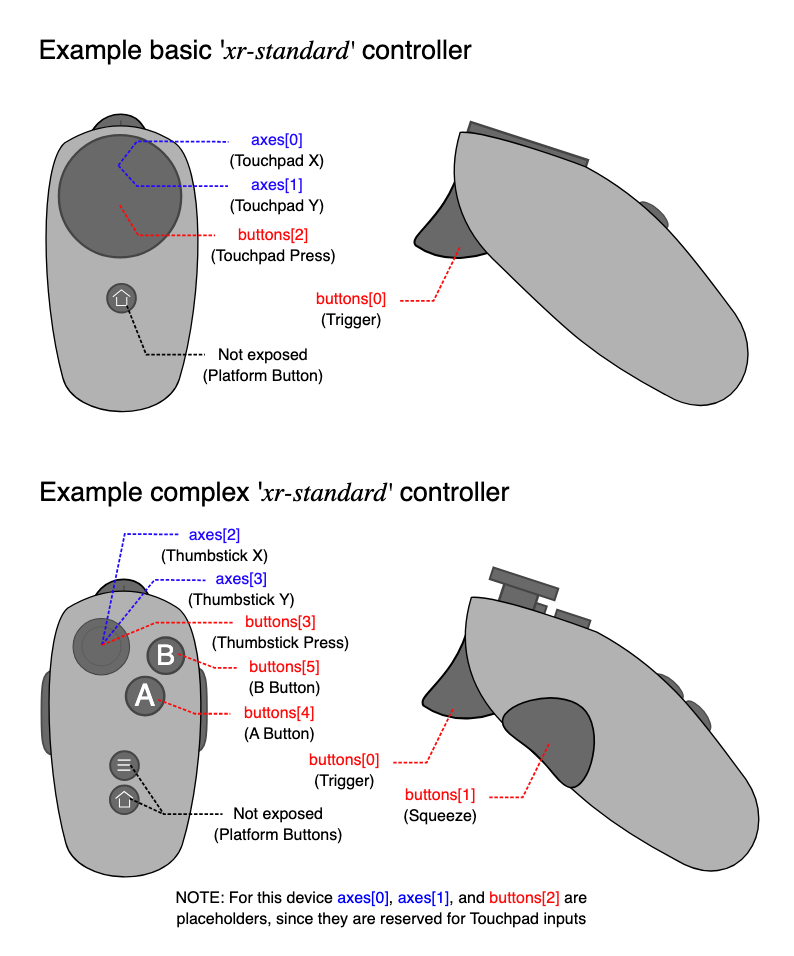 Example basic 'xr-standard' controller
axes[0]
(Touchpad X)
axes[1]
(Touchpad Y)
buttons[2]
(Touchpad Press)
buttons[0]
(Trigger)
Not exposed
(Platform Button)
Example complex 'xr-standard' controller
axes[2]
(Thumbstick X)
axes[3]
(Thumbstick Y)
buttons[3]
(Thumbstick Press)
B
buttons[5]
(B Button)
A
buttons[4]
(A Button)
buttons[0]
(Trigger)
buttons[1]
(Squeeze)
Not exposed
(Platform Buttons)
NOTE: For this device axes[0], axes[1], and buttons[2] are
placeholders, since they are reserved for Touchpad inputs